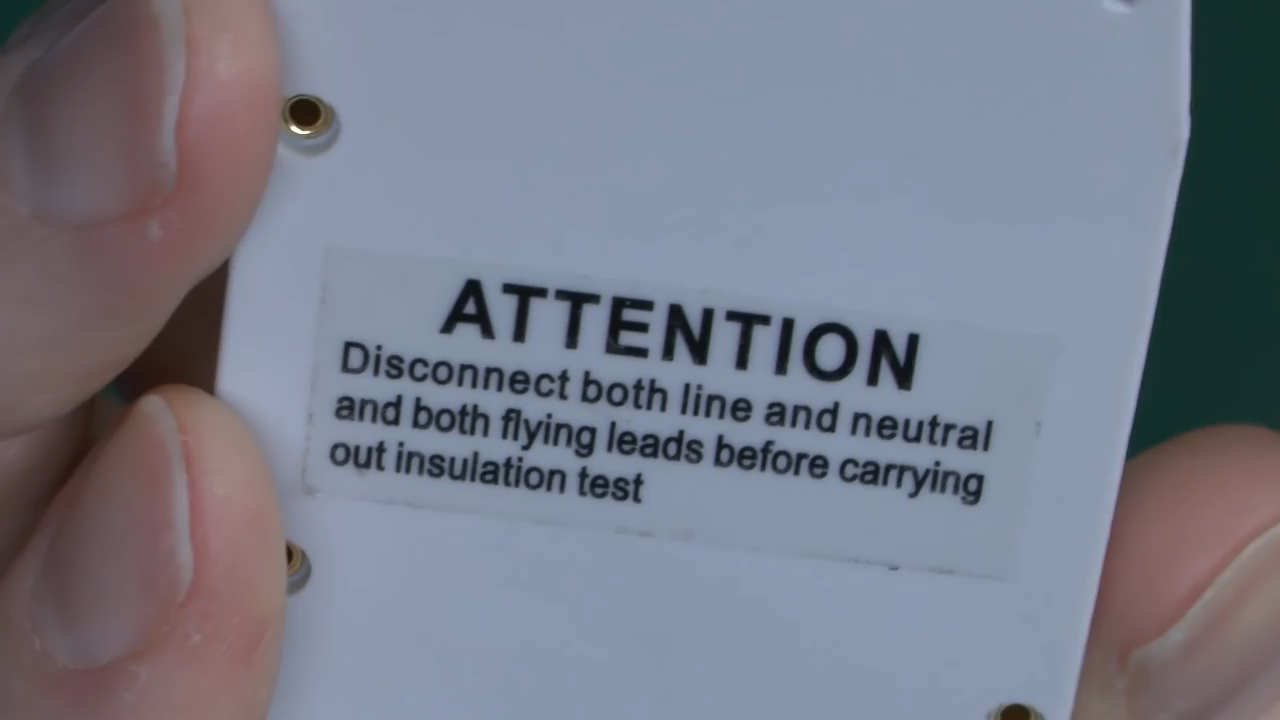 ATTENTION
Disconnect both line and neutral
and both flying leads before carrying
out insulation test